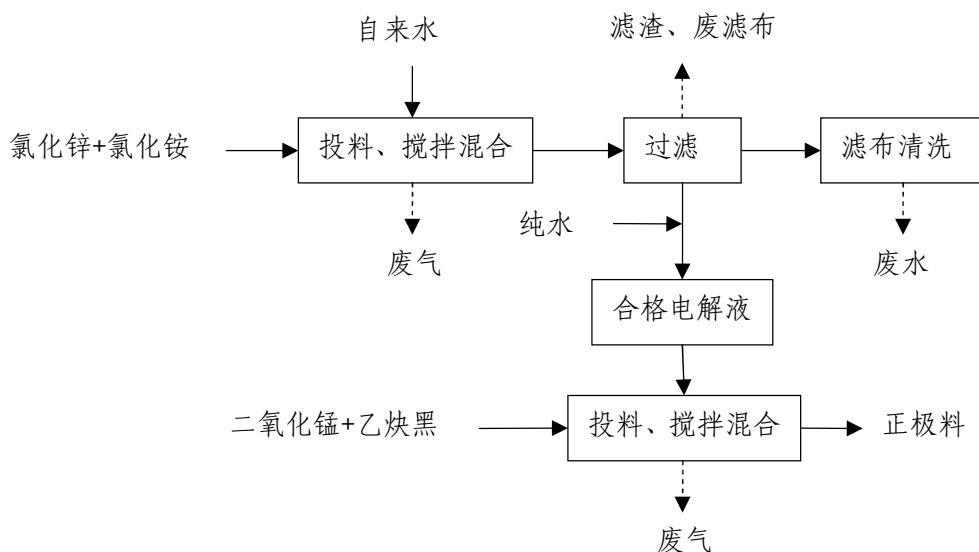 自来水
滤渣、废滤布
氯化锌+氯化铵
投料、搅拌混合
过滤
滤布清洗
纯水
废气
废水
合格电解液
二氧化锰+乙炔黑
投料、搅拌混合
正极料
废气